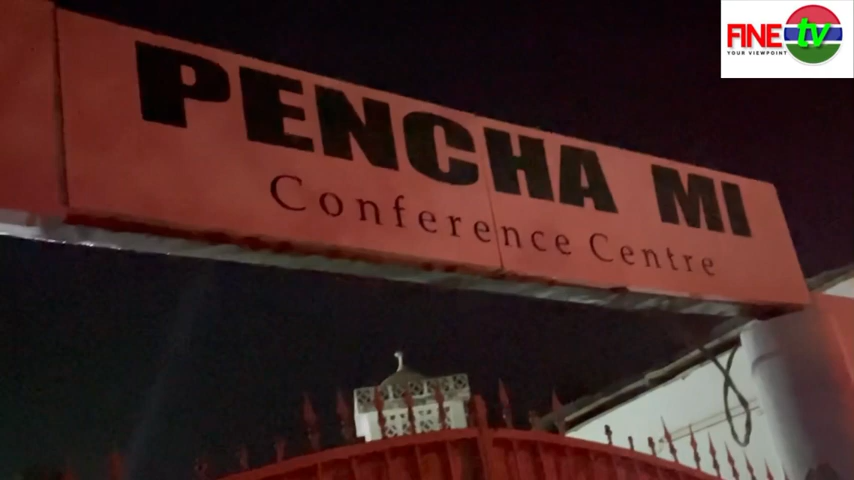 FINE tv
YOUR VIEWPOINT
PENCHA MI
Conference Centre